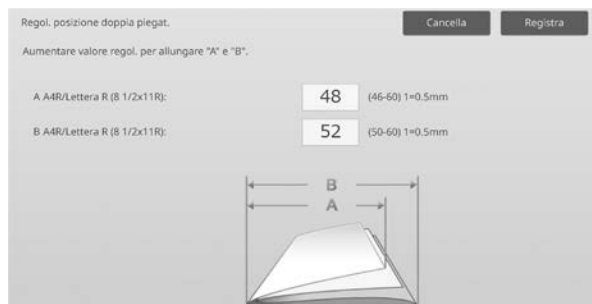 Regol. posizione doppia piegat.
Cancella
Registra
Aumentare valore regol. per allungare "A" e "B".
A A4R/Lettera R (8 1/2x11R): 48 (46-60) 1=0.5mm
B A4R/Lettera R (8 1/2x11R): 52 (50-60) 1=0.5mm
B
A